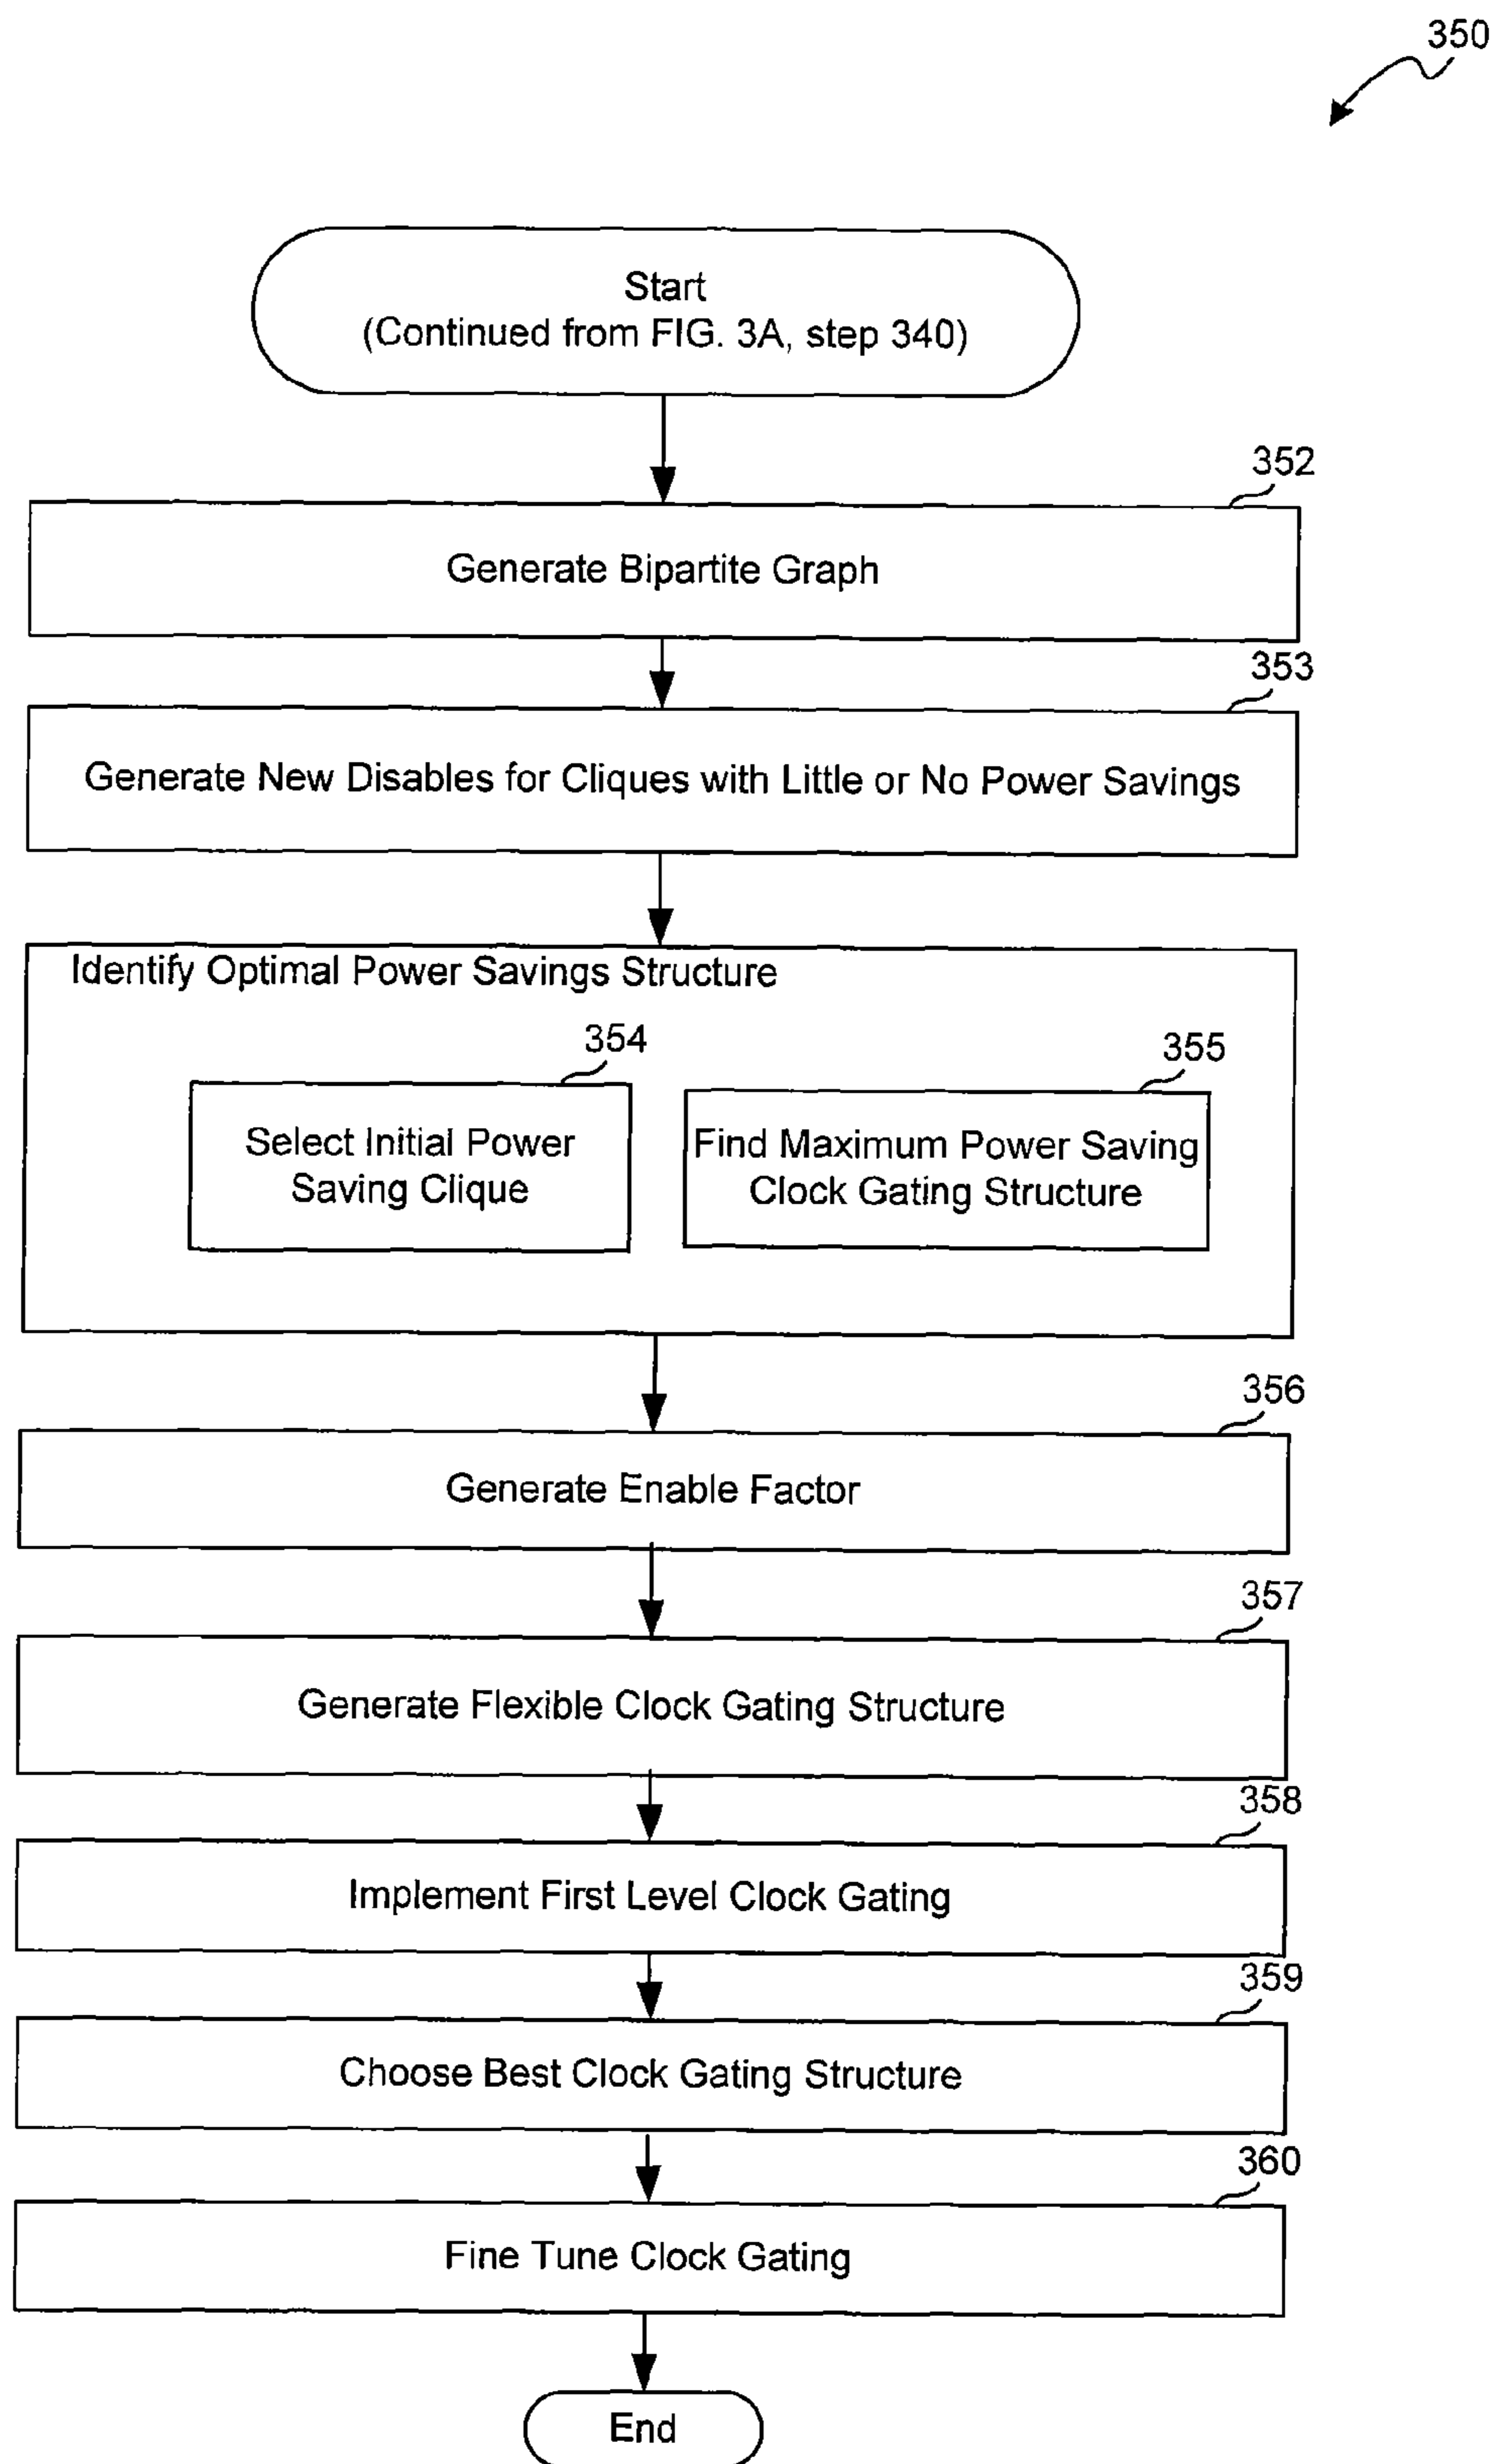 350
Start
(Continued from FIG. 3A, step 340)
352
Generate Bipartite Graph
353
Generate New Disables for Cliques with Little or No Power Savings
Identify Optimal Power Savings Structure
354
Select Initial Power
Saving Clique
355
Find Maximum Power Saving
Clock Gating Structure
356
Generate Enable Factor
357
Generate Flexible Clock Gating Structure
358
Implement First Level Clock Gating
359
Choose Best Clock Gating Structure
360
Fine Tune Clock Gating
End